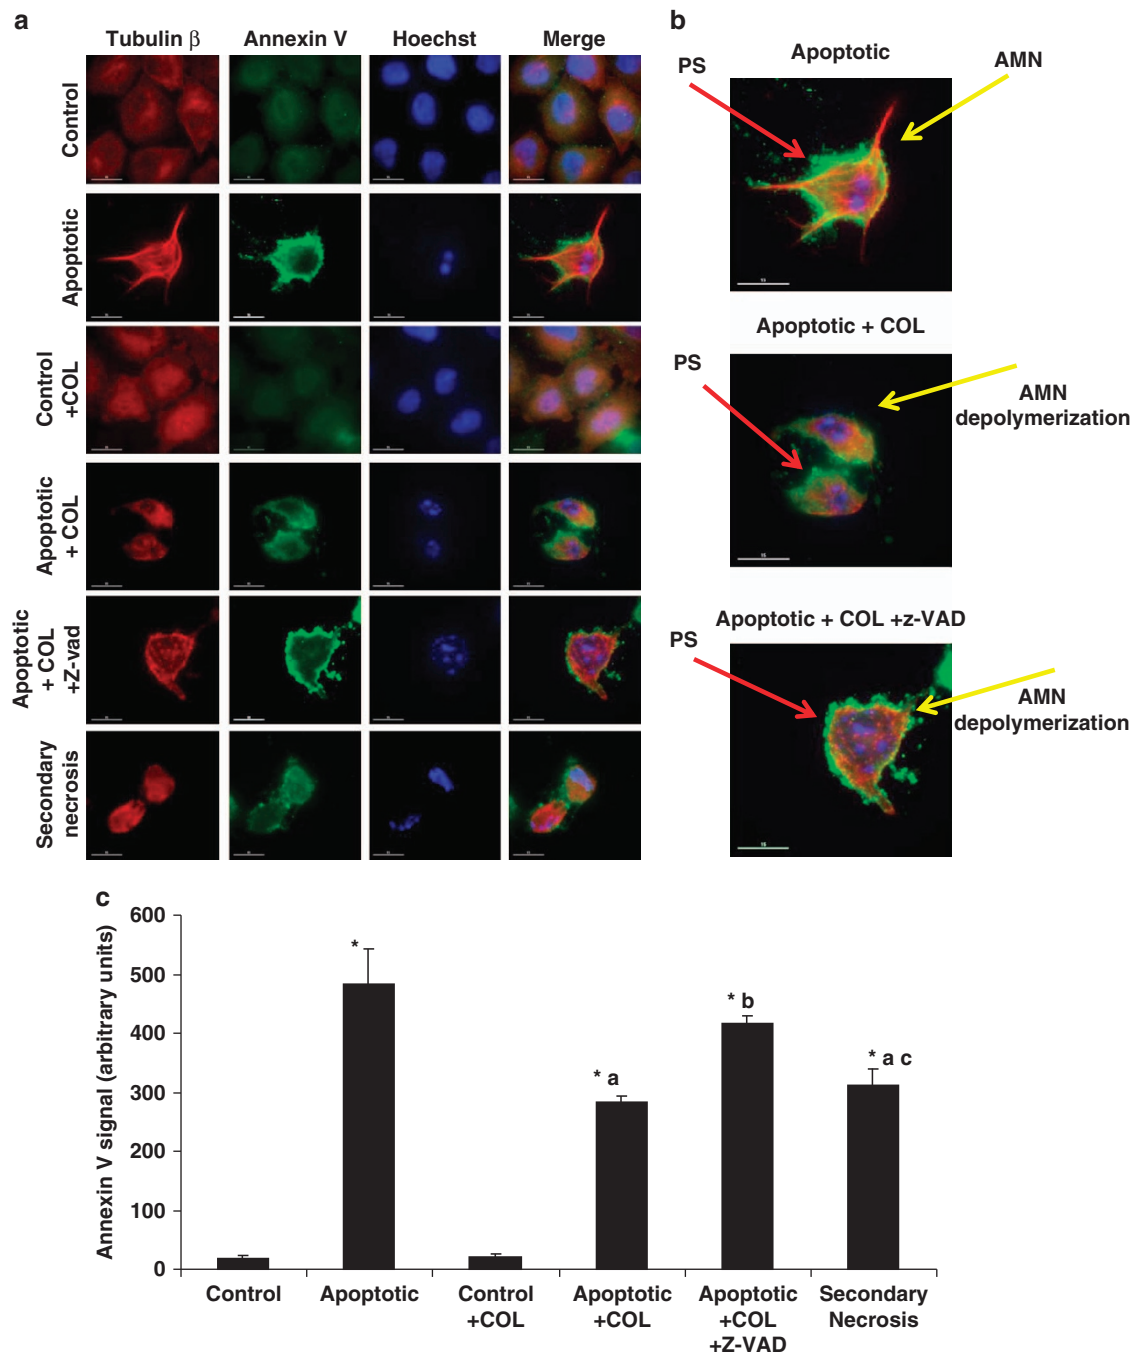 a
Tubulin β Annexin V Hoechst Merge
Control
Apoptotic
Control
+COL
Apoptotic
+ COL
Apoptotic
+ COL
+Z-vad
Secondary
necrosis
b
Apoptotic
PS
AMN
Apoptotic + COL
PS
AMN
depolymerization
Apoptotic + COL +z-VAD
PS
AMN
depolymerization
c
Annexin V signal (arbitrary units)
600
500
400
300
200
100
0
*
* a
* b
* a c
Control Apoptotic Control Apoptotic Apoptotic Secondary
+COL +COL +COL Necrosis
+Z-VAD